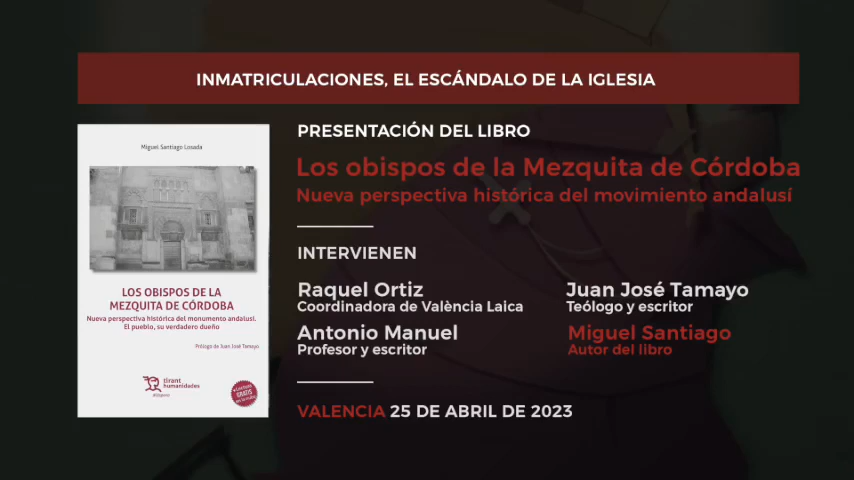 INMATRICULACIONES, EL ESCÁNDALO DE LA IGLESIA
Miguel Santiago Losada
LOS OBISPOS DE LA
MEZQUITA DE CÓRDOBA
Nueva perspectiva histórica del monumento andalusí.
El pueblo, su verdadero dueño
Prólogo de Juan José Tamayo
tirant
humanidades
GRATIS
PRESENTACIÓN DEL LIBRO
Los obispos de la Mezquita de Córdoba
Nueva perspectiva histórica del movimiento andalusí
INTERVIENEN
Raquel Ortiz
Coordinadora de València Laica
Juan José Tamayo
Teólogo y escritor
Antonio Manuel
Profesor y escritor
Miguel Santiago
Autor del libro
VALENCIA 25 DE ABRIL DE 2023